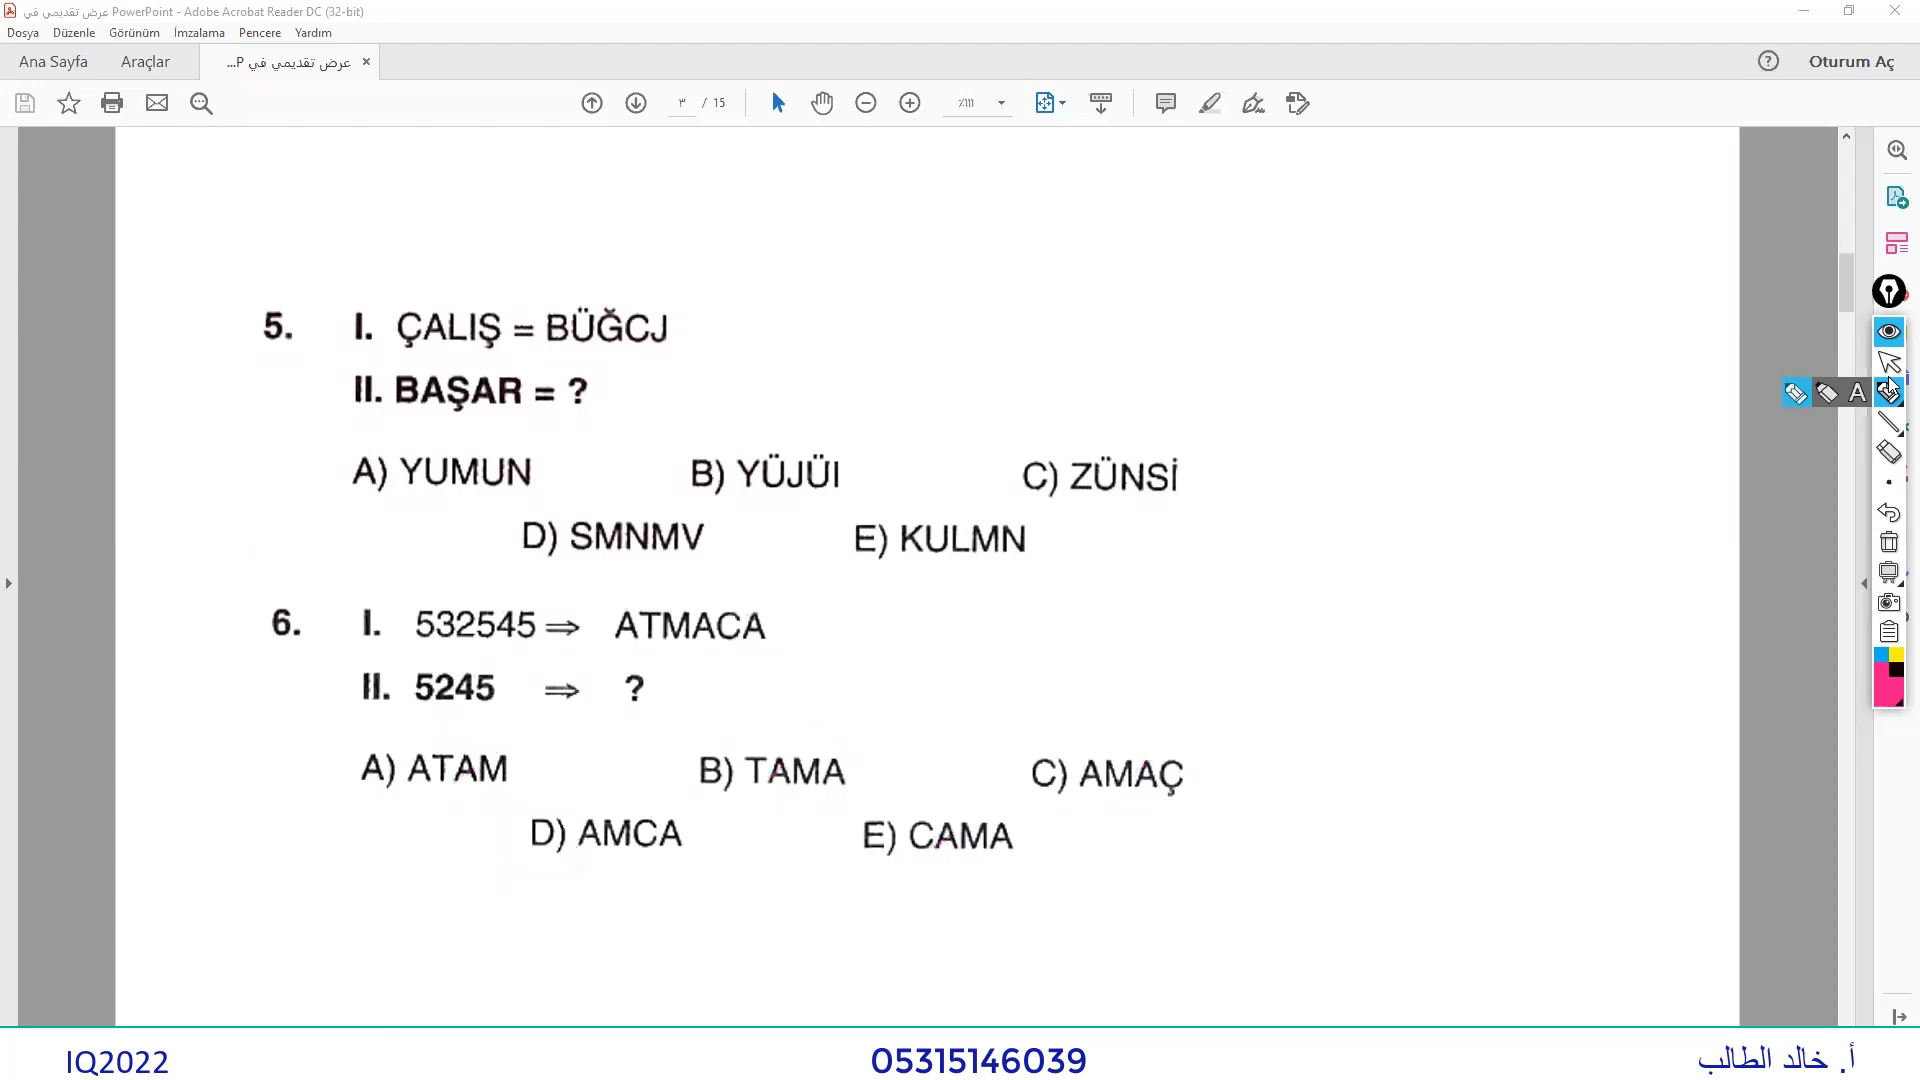 عرض تقديمي في PowerPoint - Adobe Acrobat Reader DC (32-bit)
Dosya Düzenle Görünüm İmzalama Pencere Yardım
Ana Sayfa Araçlar عرض تقديمي في P... × Oturum Aç
٣ / 15 ٪١١١
5. I. ÇALIŞ = BÜĞCJ
II. BAŞAR = ?
A) YUMUN B) YÜJÜI C) ZÜNSİ
D) SMNMV E) KULMN
6. I. 532545 ⇒ ATMACA
II. 5245 ⇒ ?
A) ATAM B) TAMA C) AMAÇ
D) AMCA E) CAMA
A
IQ2022 05315146039 أ. خالد الطالب